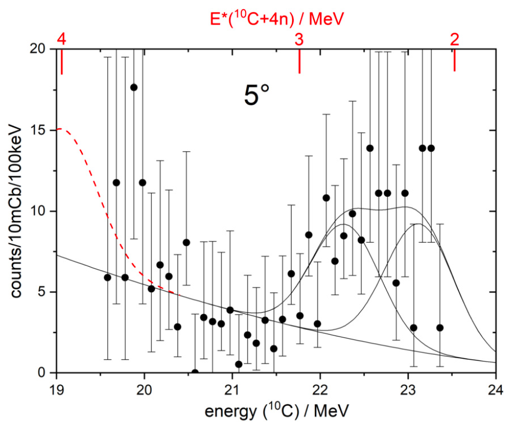 E*(¹⁰C+4n) / MeV
4 3 2
20
15
10
5
0
5°
counts/10mCb/100keV
19 20 21 22 23 24
energy (¹⁰C) / MeV